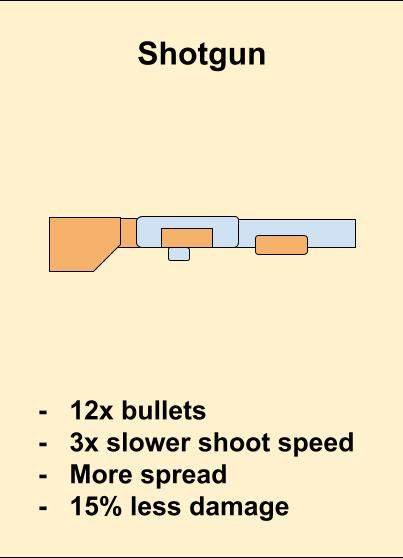 Shotgun
- 12x bullets
- 3x slower shoot speed
- More spread
- 15% less damage